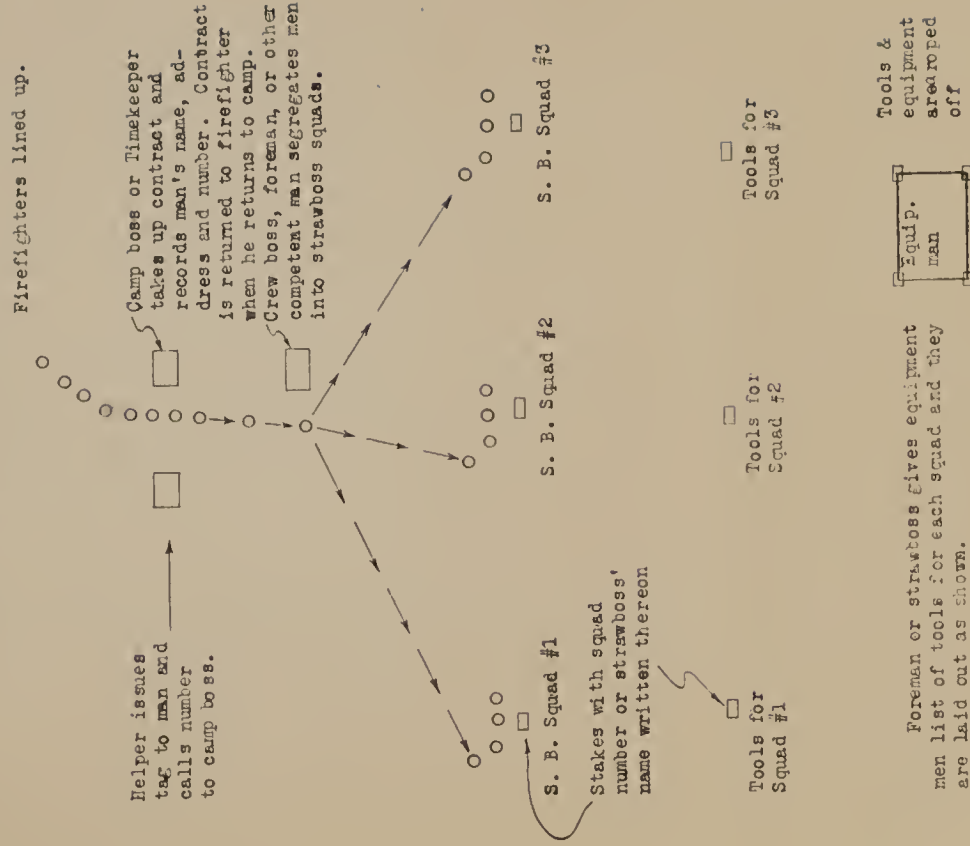 Firefighters lined up.
Helper issues
tag to man and
calls number
to camp boss.
Camp boss or Timekeeper
takes up contract and
records man's name, ad-
dress and number. Contract
is returned to firefighter
when he returns to camp.
Crew boss, foreman, or other
competent man segregates men
into strawboss squads.
S. B. Squad #1
S. B. Squad #2
S. B. Squad #3
Stakes with squad
number or strawboss'
name written thereon
Tools for
Squad #1
Tools for
Squad #2
Tools for
Squad #3
Foreman or strawboss gives equipment
men list of tools for each squad and they
are laid out as shown.
Equip.
man
Tools &
equipment
area roped
off